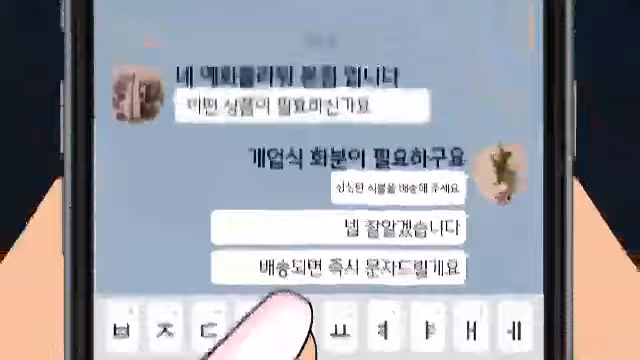 네 예화플라워 본점 입니다
어떤 상품이 필요하신가요
개업식 화분이 필요하구요
싱싱한 식물을 배송해 주세요
넵 잘알겠습니다
배송되면 즉시 문자드릴게요
ㅂ ㅈ ㄷ ㅛ ㅕ ㅑ ㅐ ㅔ